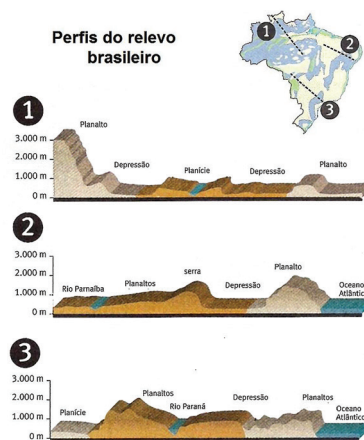 Perfis do relevo
brasileiro
1
2
3
1
Planalto
3.000 m
2.000 m
1.000 m
0 m
Depressão
Planície
Depressão
Planalto
2
3.000 m
2.000 m
1.000 m
0 m
Rio Parnaíba
Planaltos
serra
Depressão
Planalto
Oceano
Atlântico
3
3.000 m
2.000 m
1.000 m
0 m
Planície
Planaltos
Rio Paraná
Depressão
Planaltos
Oceano
Atlântico